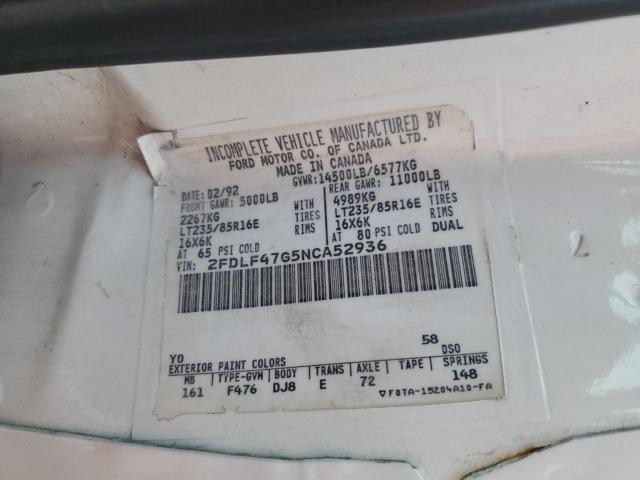 INCOMPLETE VEHICLE MANUFACTURED BY
FORD MOTOR CO. OF CANADA LTD.
MADE IN CANADA
DATE: 02/92 GVWR: 14500LB/6577KG
FRONT GAWR: 5000LB REAR GAWR: 11000LB
2267KG WITH 4989KG WITH
LT235/85R16E TIRES LT235/85R16E TIRES
16X6K RIMS 16X6K RIMS
AT 65 PSI COLD AT 80 PSI COLD DUAL
VIN: 2FDLF47G5NCA52936
YO 58
EXTERIOR PAINT COLORS DSO
MB TYPE-GVW BODY TRANS AXLE TAPE SPRINGS
161 F476 DJ8 E 72 148
▽FOTA-15204A10-FA